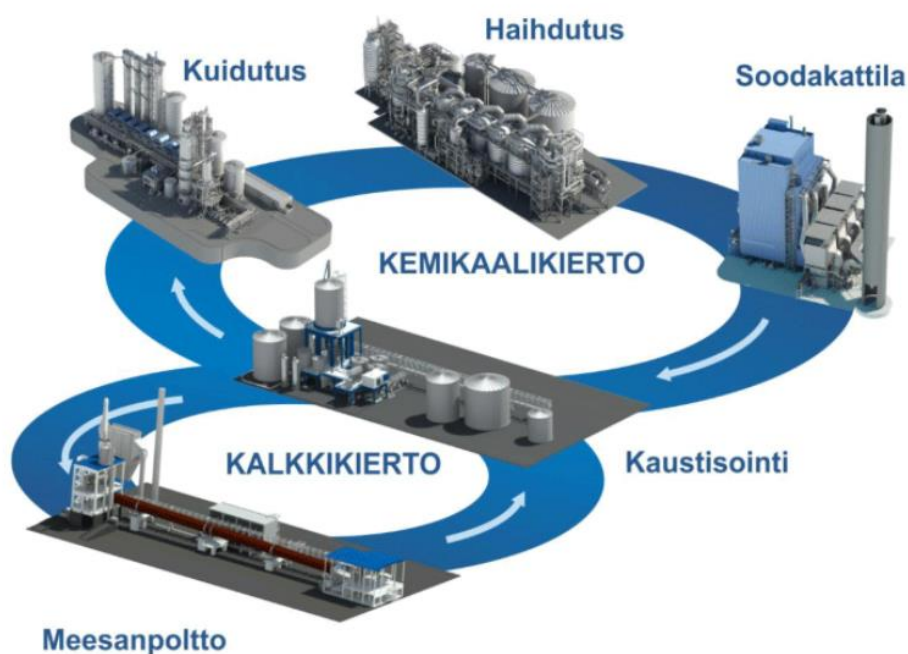 Haihdutus
Kuidutus
Soodakattila
KEMIKAALIKIERTO
KALKKIKIERTO
Kaustisointi
Meesanpoltto